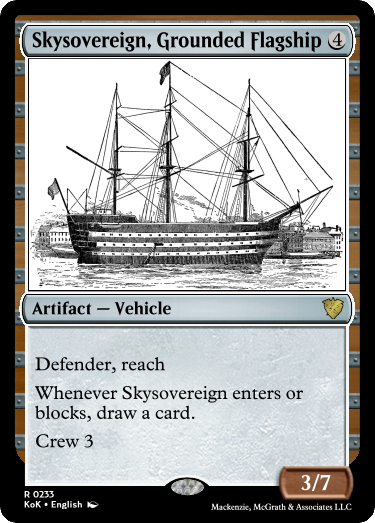 Skysovereign, Grounded Flagship 4
Artifact — Vehicle
Defender, reach
Whenever Skysovereign enters or
blocks, draw a card.
Crew 3
3/7
R 0233
KoK • English
Mackenzie, McGrath & Associates LLC